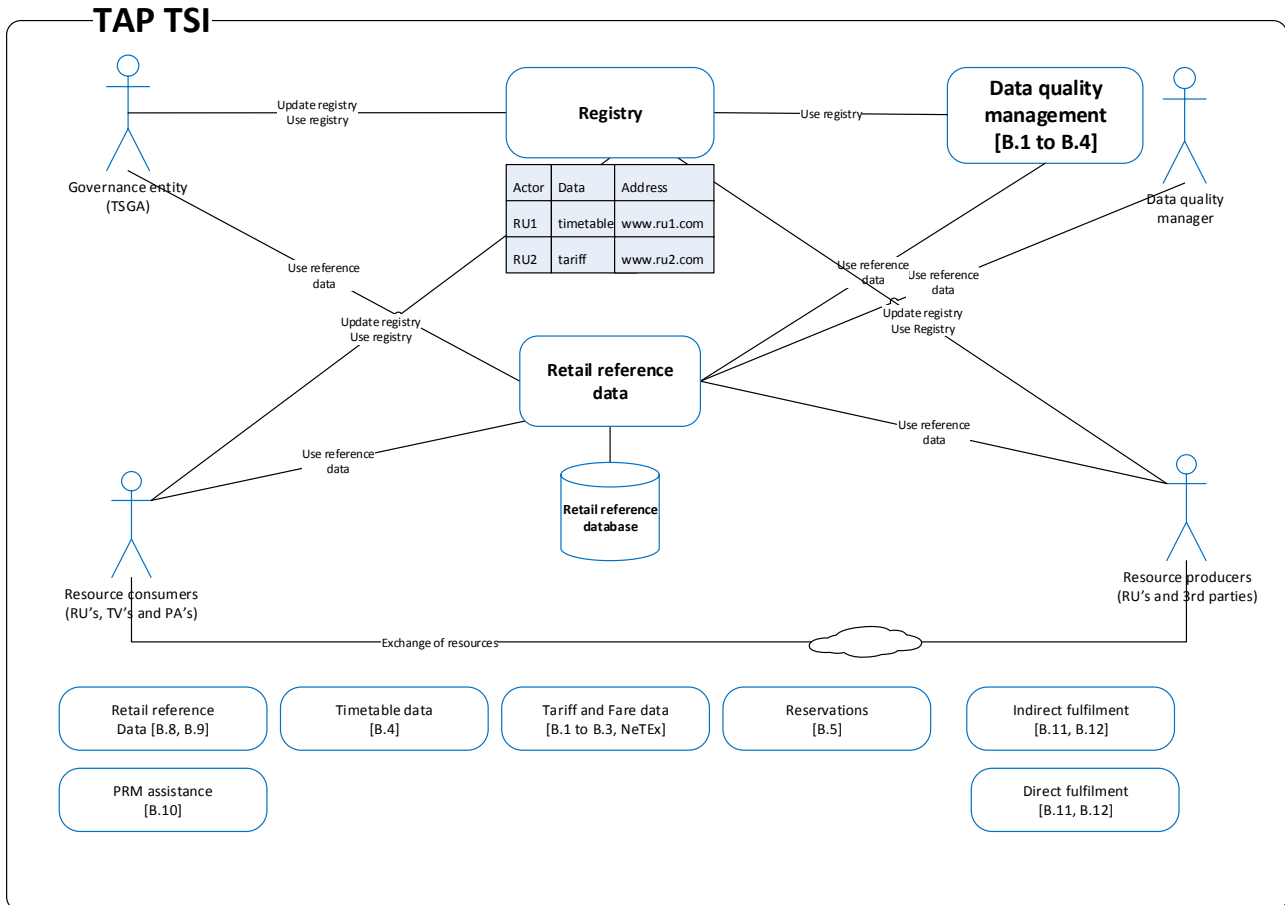 TAP TSI
Update registry
Use registry
Registry
Use registry
Data quality
management
[B.1 to B.4]
Governance entity
(TSGA)
Data quality
manager
Actor Data Address
RU1 timetable www.ru1.com
RU2 tariff www.ru2.com
Use reference
data
Use reference
data
Use reference
data
Update registry
Use registry
Update registry
Use Registry
Retail reference
data
Use reference
data
Use reference
data
Retail reference
database
Resource consumers
(RU's, TV's and PA's)
Resource producers
(RU's and 3rd parties)
Exchange of resources
Retail reference
Data [B.8, B.9]
Timetable data
[B.4]
Tariff and Fare data
[B.1 to B.3, NeTEx]
Reservations
[B.5]
Indirect fulfilment
[B.11, B.12]
PRM assistance
[B.10]
Direct fulfilment
[B.11, B.12]